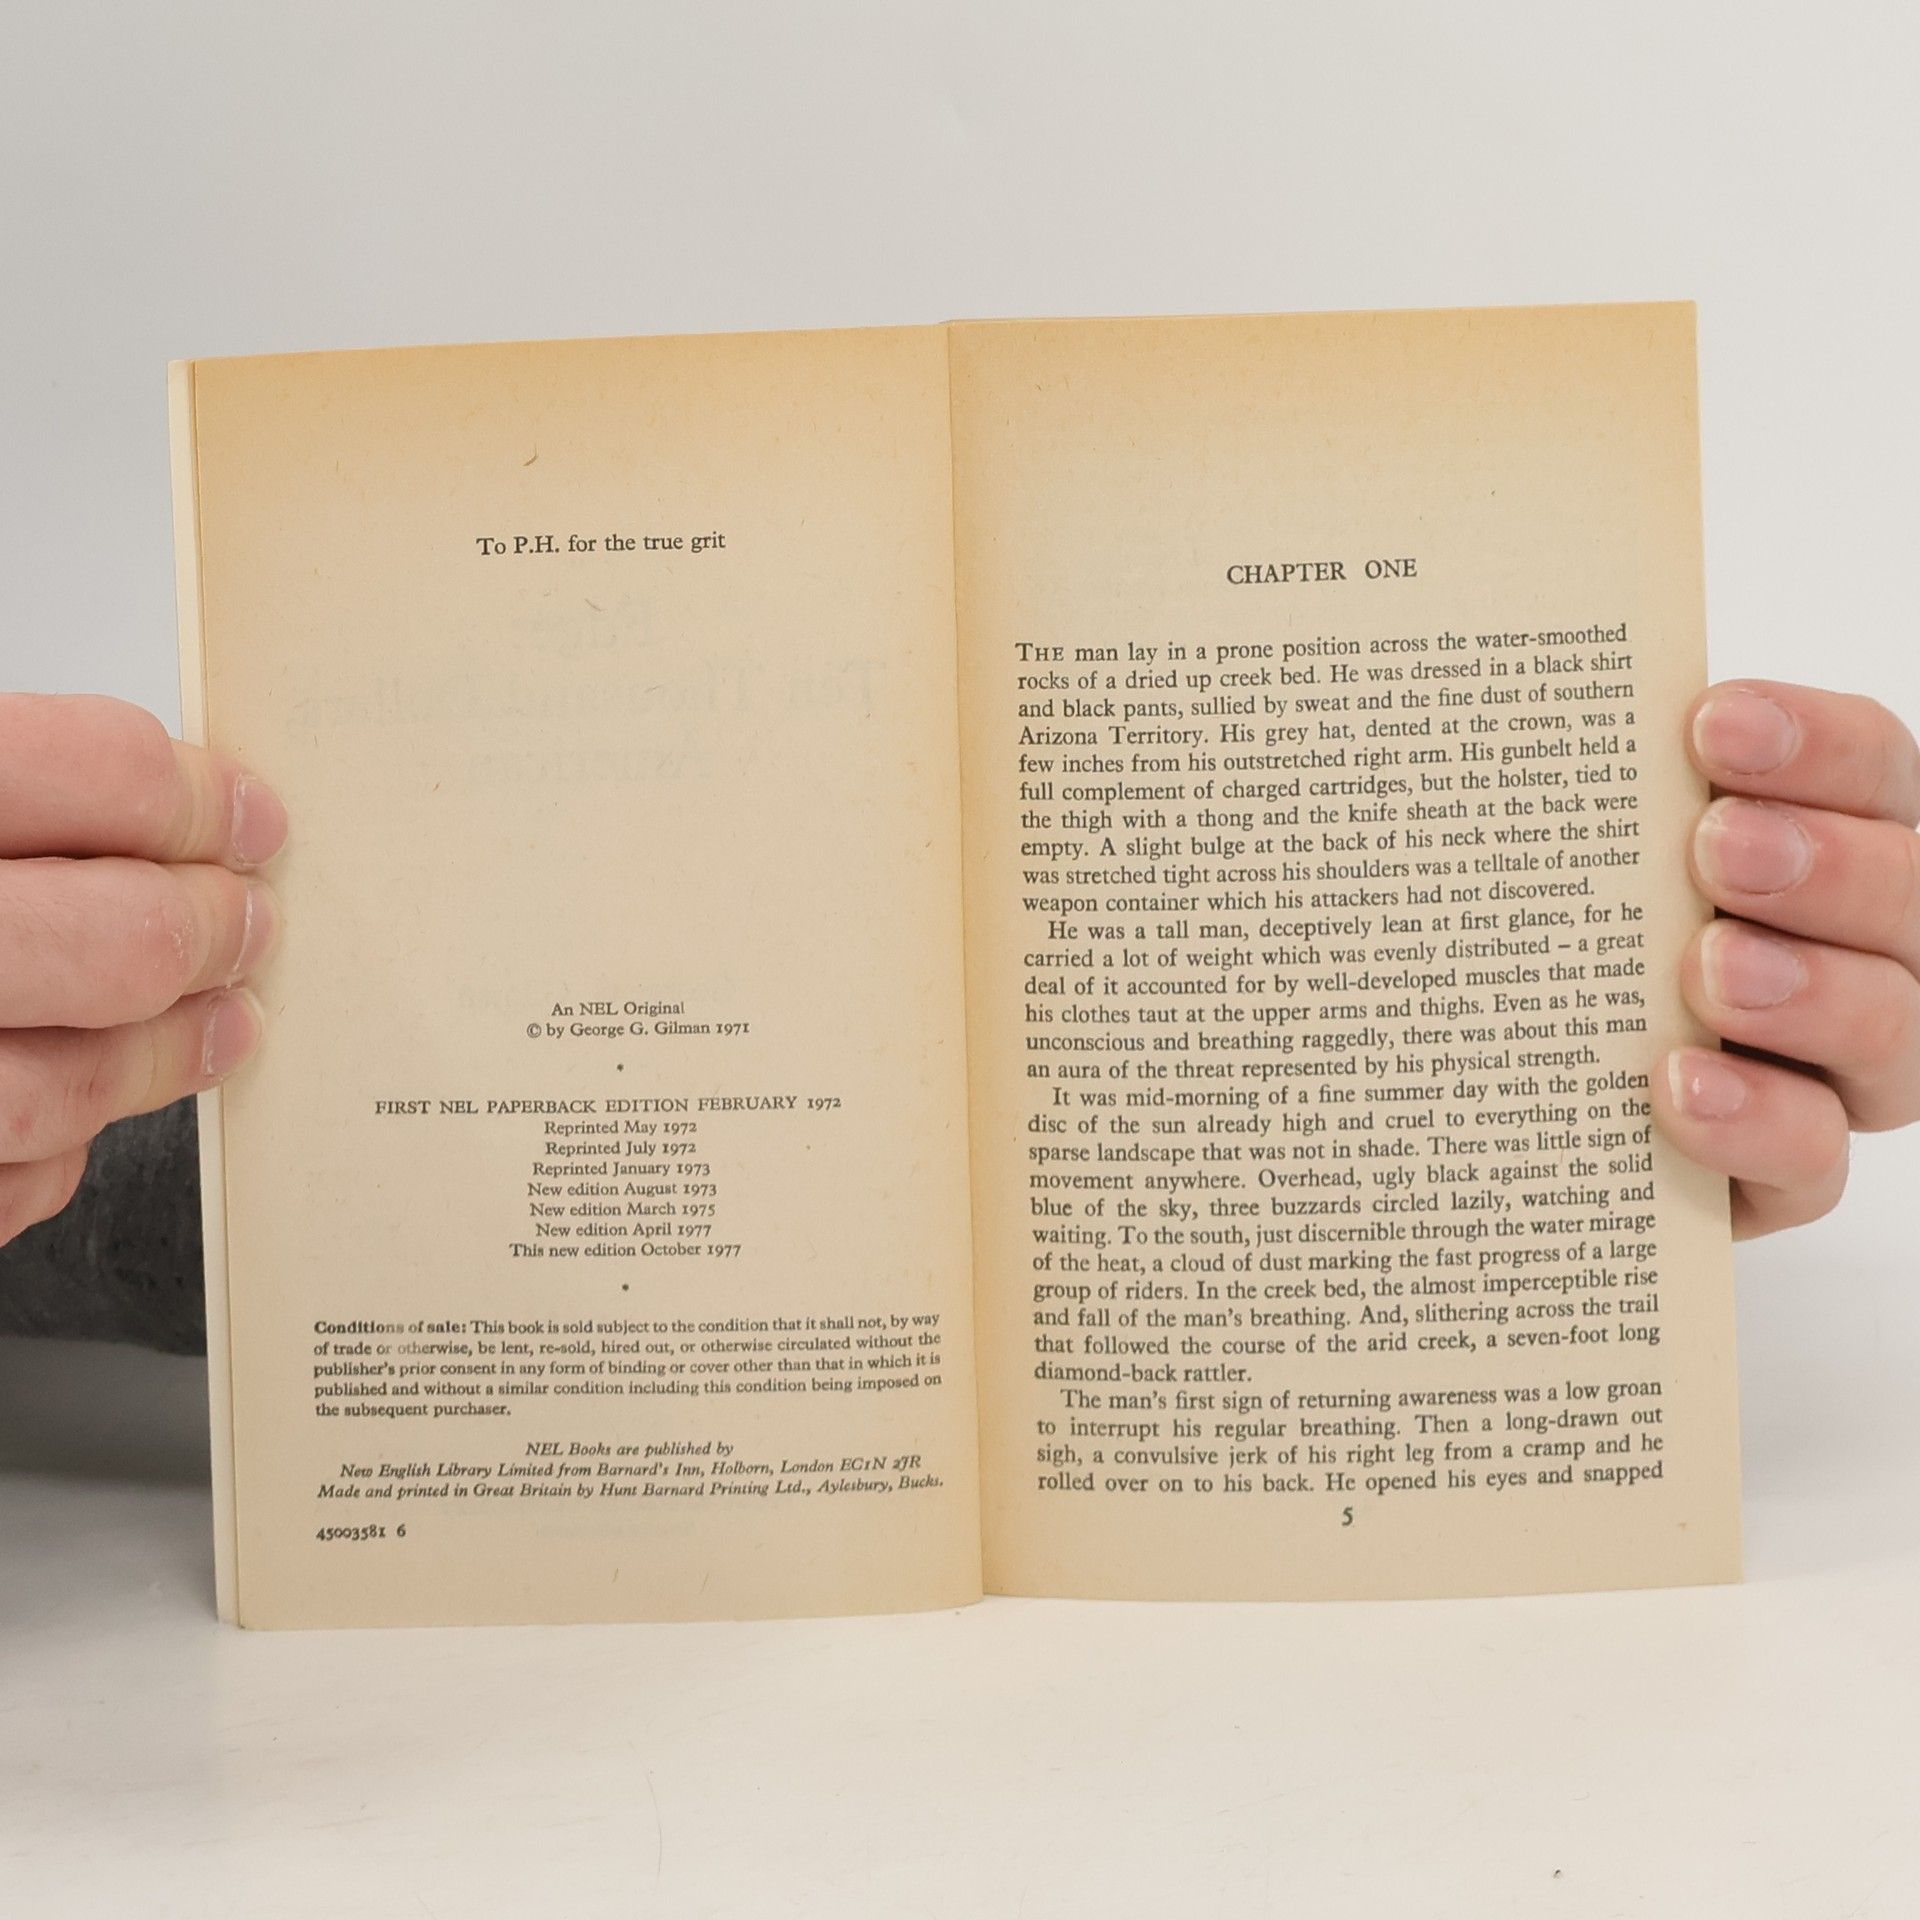 To P.H. for the true grit
An NEL Original
© by George G. Gilman 1971
*
FIRST NEL PAPERBACK EDITION FEBRUARY 1972
Reprinted May 1972
Reprinted July 1972
Reprinted January 1973
New edition August 1973
New edition March 1975
New edition April 1977
This new edition October 1977
*
Conditions of sale: This book is sold subject to the condition that it shall not, by way
of trade or otherwise, be lent, re-sold, hired out, or otherwise circulated without the
publisher's prior consent in any form of binding or cover other than that in which it is
published and without a similar condition including this condition being imposed on
the subsequent purchaser.
NEL Books are published by
New English Library Limited from Barnard's Inn, Holborn, London EC1N 2JR
Made and printed in Great Britain by Hunt Barnard Printing Ltd., Aylesbury, Bucks.
45003581 6
CHAPTER ONE
THE man lay in a prone position across the water-smoothed
rocks of a dried up creek bed. He was dressed in a black shirt
and black pants, sullied by sweat and the fine dust of southern
Arizona Territory. His grey hat, dented at the crown, was a
few inches from his outstretched right arm. His gunbelt held a
full complement of charged cartridges, but the holster, tied to
the thigh with a thong and the knife sheath at the back were
empty. A slight bulge at the back of his neck where the shirt
was stretched tight across his shoulders was a telltale of another
weapon container which his attackers had not discovered.
He was a tall man, deceptively lean at first glance, for he
carried a lot of weight which was evenly distributed – a great
deal of it accounted for by well-developed muscles that made
his clothes taut at the upper arms and thighs. Even as he was,
unconscious and breathing raggedly, there was about this man
an aura of the threat represented by his physical strength.
It was mid-morning of a fine summer day with the golden
disc of the sun already high and cruel to everything on the
sparse landscape that was not in shade. There was little sign of
movement anywhere. Overhead, ugly black against the solid
blue of the sky, three buzzards circled lazily, watching and
waiting. To the south, just discernible through the water mirage
of the heat, a cloud of dust marking the fast progress of a large
group of riders. In the creek bed, the almost imperceptible rise
and fall of the man's breathing. And, slithering across the trail
that followed the course of the arid creek, a seven-foot long
diamond-back rattler.
The man's first sign of returning awareness was a low groan
to interrupt his regular breathing. Then a long-drawn out
sigh, a convulsive jerk of his right leg from a cramp and he
rolled over on to his back. He opened his eyes and snapped
5